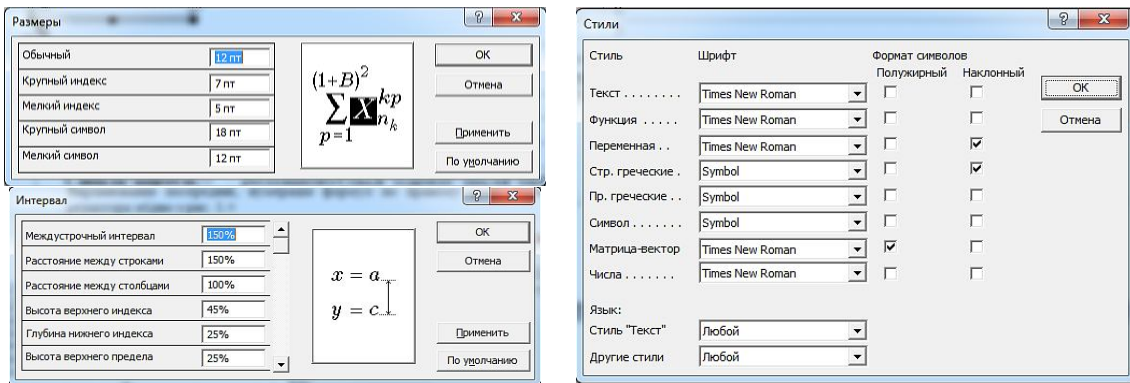 Размеры
Обычный 12 пт
Крупный индекс 7 пт
Мелкий индекс 5 пт
Крупный символ 18 пт
Мелкий символ 12 пт
(1+B)²
∑ X kp nk
p=1
OK
Отмена
Применить
По умолчанию
Интервал
Междустрочный интервал 150%
Расстояние между строками 150%
Расстояние между столбцами 100%
Высота верхнего индекса 45%
Глубина нижнего индекса 25%
Высота верхнего предела 25%
x = a
y = c
OK
Отмена
Применить
По умолчанию
Стили
Стиль Шрифт Формат символов
Полужирный Наклонный
Текст . . . . . . . . Times New Roman
Функция . . . . . Times New Roman
Переменная . . Times New Roman
Стр. греческие . Symbol
Пр. греческие . . Symbol
Символ . . . . . . . Symbol
Матрица-вектор Times New Roman
Числа . . . . . . . Times New Roman
Язык:
Стиль "Текст" Любой
Другие стили Любой
OK
Отмена